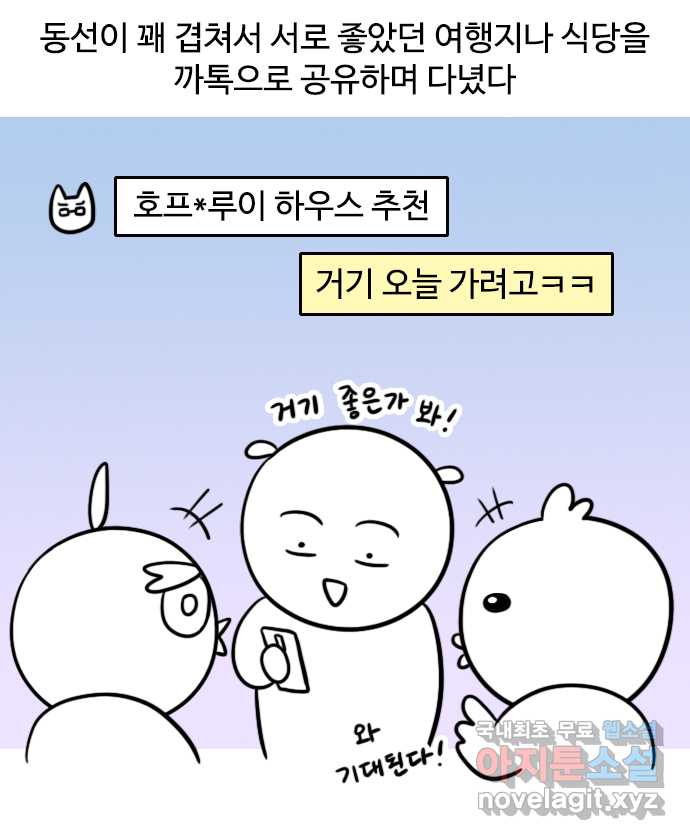 동선이 꽤 겹쳐서 서로 좋았던 여행지나 식당을
까톡으로 공유하며 다녔다
호프*루이 하우스 추천
거기 오늘 가려고ㅋㅋ
거기 좋은가 봐!
와
기대된다!
국내최초 무료 웹소설
아지툰소설
novelagit.xyz